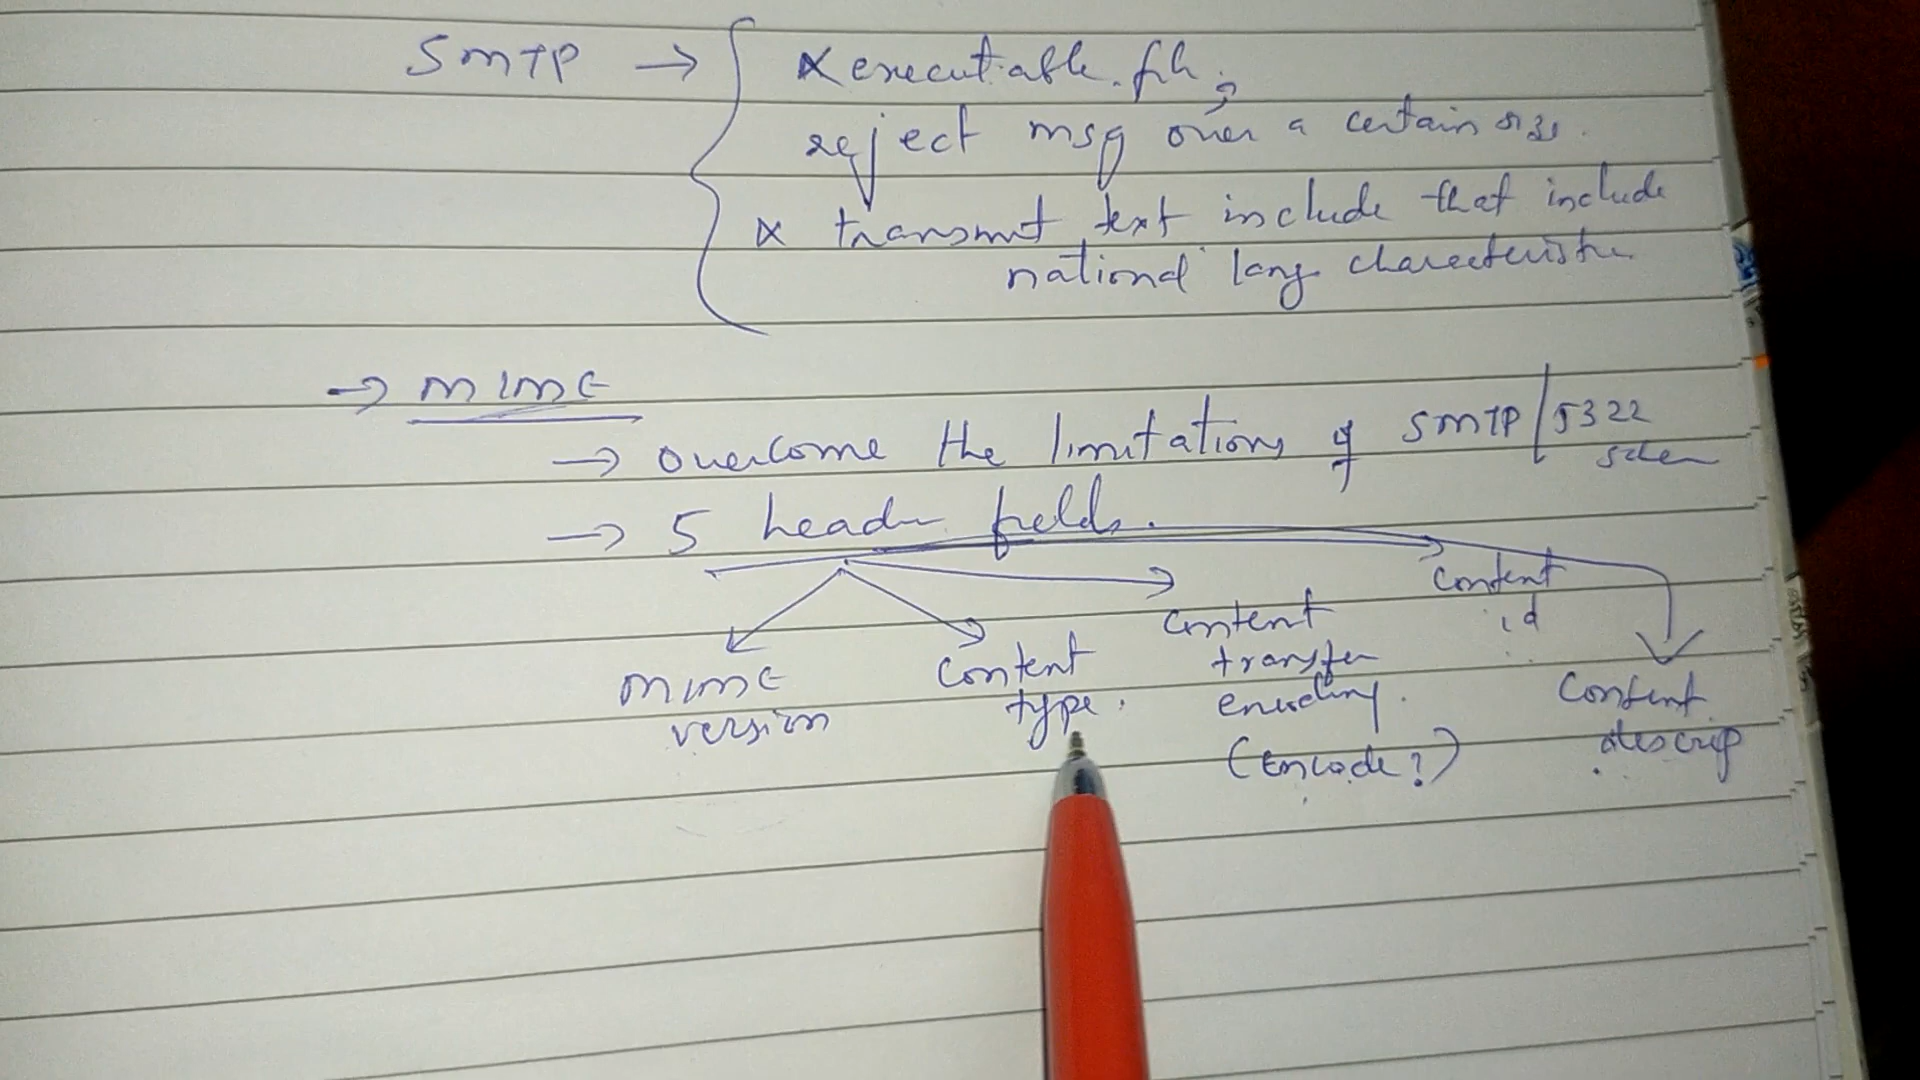 SMTP → x executable file,
reject msg over a certain size.
x transmit text include that include
national lang characteristic
→ MIME
→ overcome the limitations of SMTP/5322
→ 5 header fields.
MIME
version
Content
type.
Content
transfer
encoding.
(Encode?)
Content
id
Content
descrip